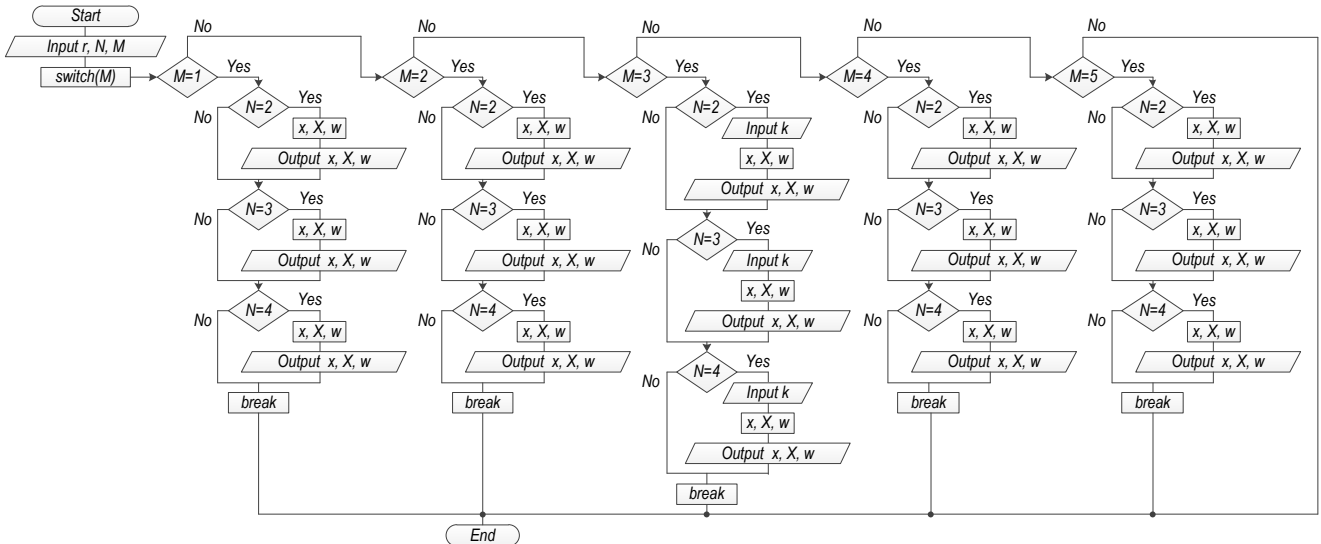 Start
Input r, N, M
switch(M)
M=1
No
Yes
N=2
No
Yes
x, X, w
Output x, X, w
N=3
No
Yes
x, X, w
Output x, X, w
N=4
No
Yes
x, X, w
Output x, X, w
break
M=2
No
Yes
N=2
No
Yes
x, X, w
Output x, X, w
N=3
No
Yes
x, X, w
Output x, X, w
N=4
No
Yes
x, X, w
Output x, X, w
break
M=3
No
Yes
N=2
No
Yes
Input k
x, X, w
Output x, X, w
N=3
No
Yes
Input k
x, X, w
Output x, X, w
N=4
No
Yes
Input k
x, X, w
Output x, X, w
break
M=4
No
Yes
N=2
No
Yes
x, X, w
Output x, X, w
N=3
No
Yes
x, X, w
Output x, X, w
N=4
No
Yes
x, X, w
Output x, X, w
break
M=5
No
Yes
N=2
No
Yes
x, X, w
Output x, X, w
N=3
No
Yes
x, X, w
Output x, X, w
N=4
No
Yes
x, X, w
Output x, X, w
break
End